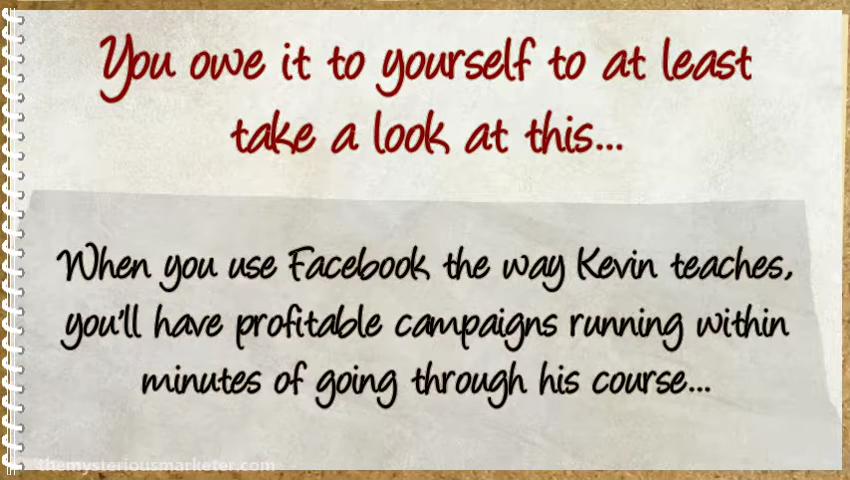 You owe it to yourself to at least
take a look at this...
When you use Facebook the way Kevin teaches,
you'll have profitable campaigns running within
minutes of going through his course...
themysteriousmarketer.com